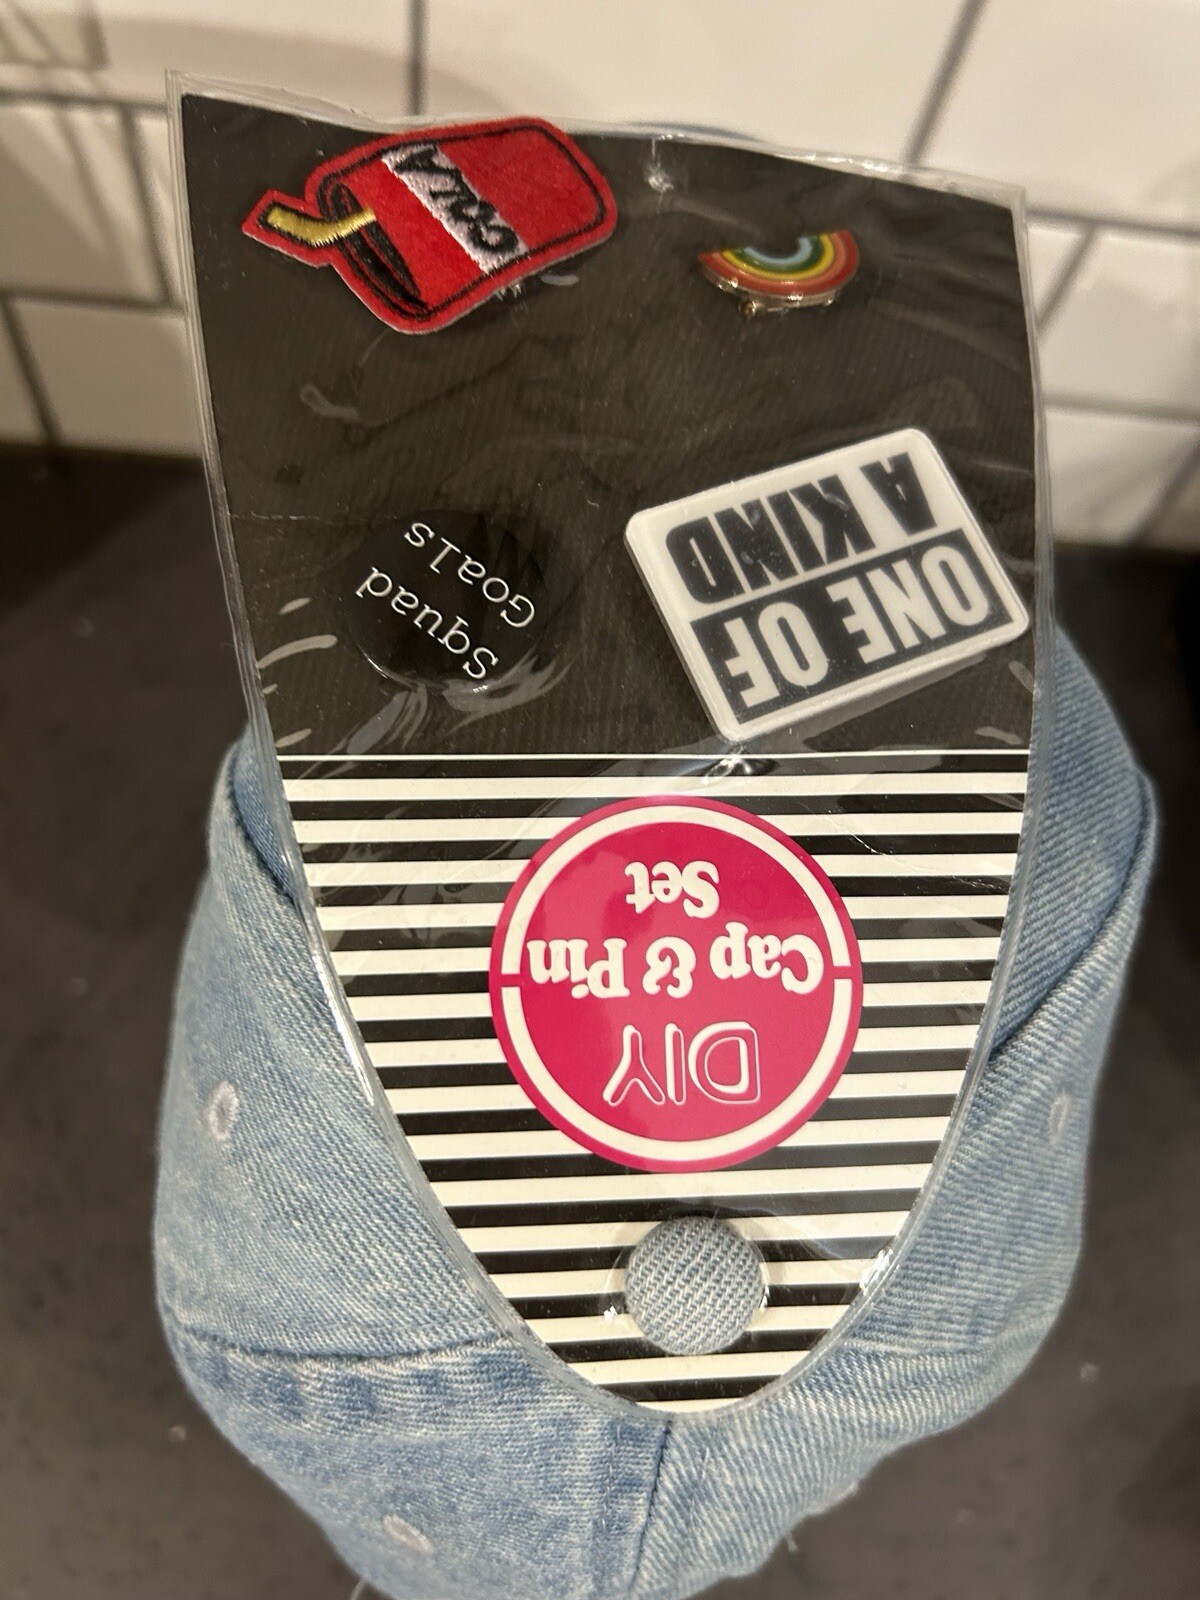 DIY
Cap & Pin
Set
Squad
Goals
ONE OF
A KIND
COLA